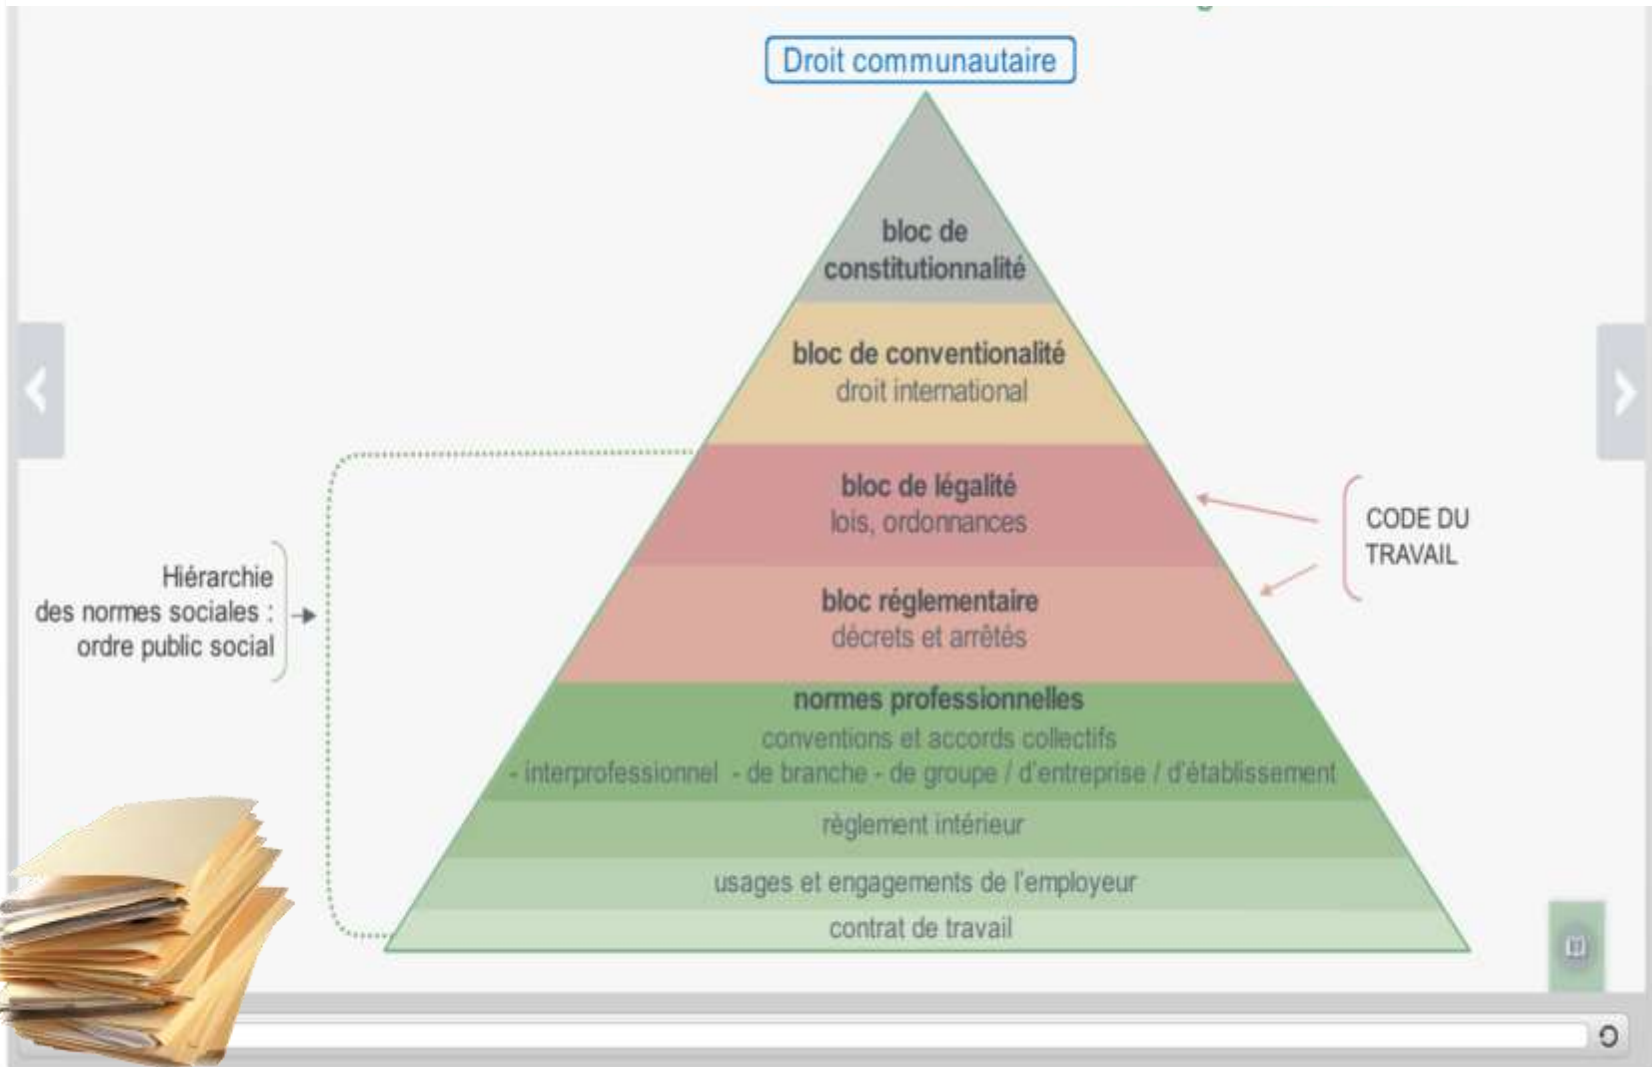 Droit communautaire
bloc de
constitutionnalité
bloc de conventionalité
droit international
bloc de légalité
lois, ordonnances
CODE DU
TRAVAIL
Hiérarchie
des normes sociales :
ordre public social
bloc réglementaire
décrets et arrêtés
normes professionnelles
conventions et accords collectifs
- interprofessionnel - de branche - de groupe / d'entreprise / d'établissement
règlement intérieur
usages et engagements de l'employeur
contrat de travail